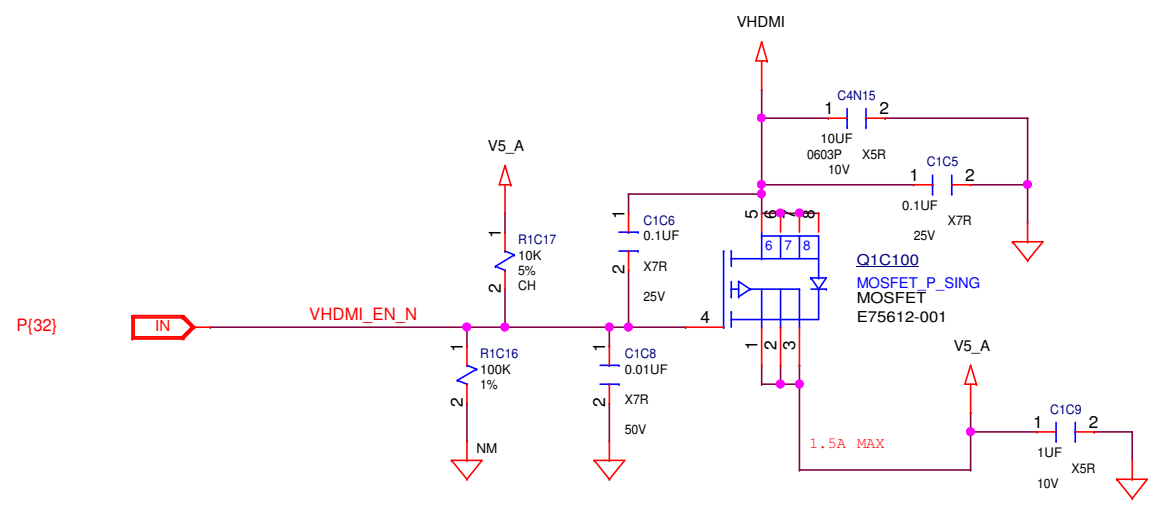 VHDMI
C4N15
1
2
10UF
0603P
X5R
10V
V5_A
C1C5
1
2
0.1UF
X7R
25V
1
R1C17
10K
5%
CH
2
1
C1C6
0.1UF
2
X7R
25V
5
6
7
8
6
7
8
Q1C100
MOSFET_P_SING
MOSFET
E75612-001
P{32}
IN
VHDMI_EN_N
4
1
2
3
1
R1C16
100K
1%
2
NM
1
C1C8
0.01UF
2
X7R
50V
V5_A
1.5A MAX
C1C9
1
2
1UF
X5R
10V